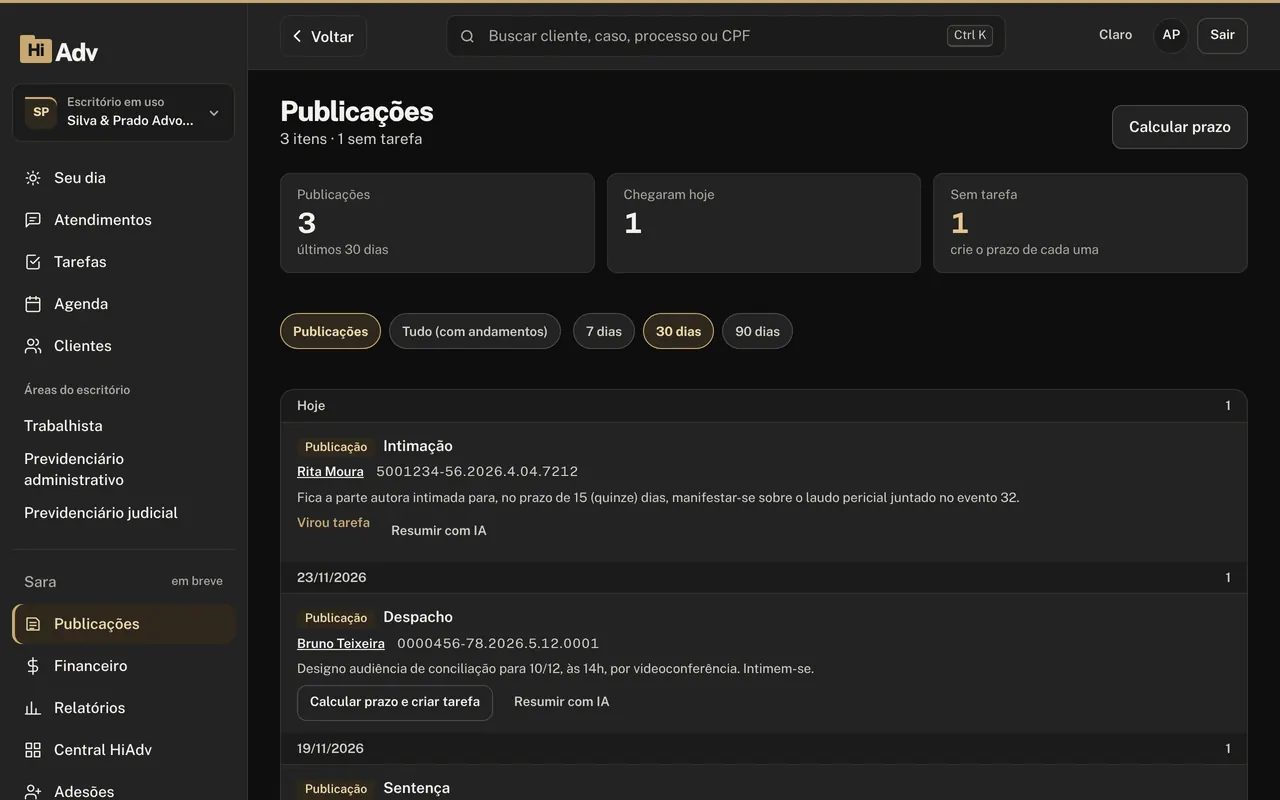 Hi Adv
SP
Escritório em uso
Silva & Prado Advo...
Seu dia
Atendimentos
Tarefas
Agenda
Clientes
Áreas do escritório
Trabalhista
Previdenciário
administrativo
Previdenciário judicial
Sara em breve
Publicações
Financeiro
Relatórios
Central HiAdv
Adesões
Voltar
Buscar cliente, caso, processo ou CPF
Ctrl K
Claro
AP
Sair
Publicações
3 itens · 1 sem tarefa
Calcular prazo
Publicações
3
últimos 30 dias
Chegaram hoje
1
Sem tarefa
1
crie o prazo de cada uma
Publicações
Tudo (com andamentos)
7 dias
30 dias
90 dias
Hoje 1
Publicação Intimação
Rita Moura 5001234-56.2026.4.04.7212
Fica a parte autora intimada para, no prazo de 15 (quinze) dias, manifestar-se sobre o laudo pericial juntado no evento 32.
Virou tarefa Resumir com IA
23/11/2026 1
Publicação Despacho
Bruno Teixeira 0000456-78.2026.5.12.0001
Designo audiência de conciliação para 10/12, às 14h, por videoconferência. Intimem-se.
Calcular prazo e criar tarefa Resumir com IA
19/11/2026 1
Publicação Sentença